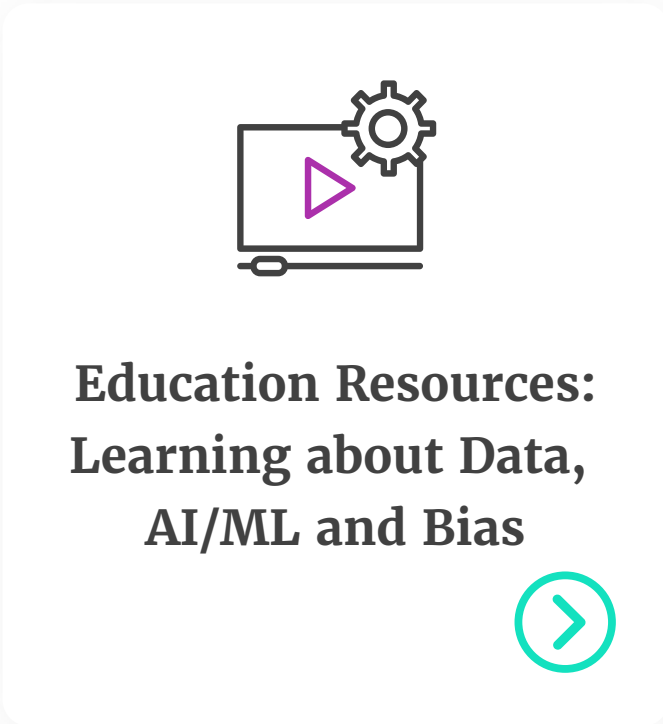 Education Resources:
Learning about Data,
AI/ML and Bias